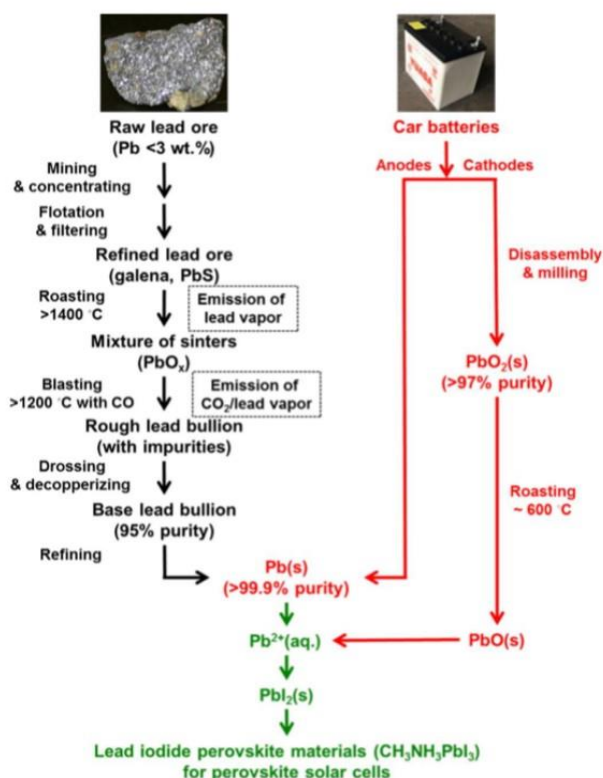 Raw lead ore
(Pb <3 wt.%)
Mining
& concentrating
Flotation
& filtering
Refined lead ore
(galena, PbS)
Roasting
>1400 °C
Emission of
lead vapor
Mixture of sinters
(PbOₓ)
Blasting
>1200 °C with CO
Emission of
CO₂/lead vapor
Rough lead bullion
(with impurities)
Drossing
& decopperizing
Base lead bullion
(95% purity)
Refining
Car batteries
Anodes
Cathodes
Disassembly
& milling
PbO₂(s)
(>97% purity)
Roasting
~ 600 °C
PbO(s)
Pb(s)
(>99.9% purity)
Pb²⁺(aq.)
PbI₂(s)
Lead iodide perovskite materials (CH₃NH₃PbI₃)
for perovskite solar cells